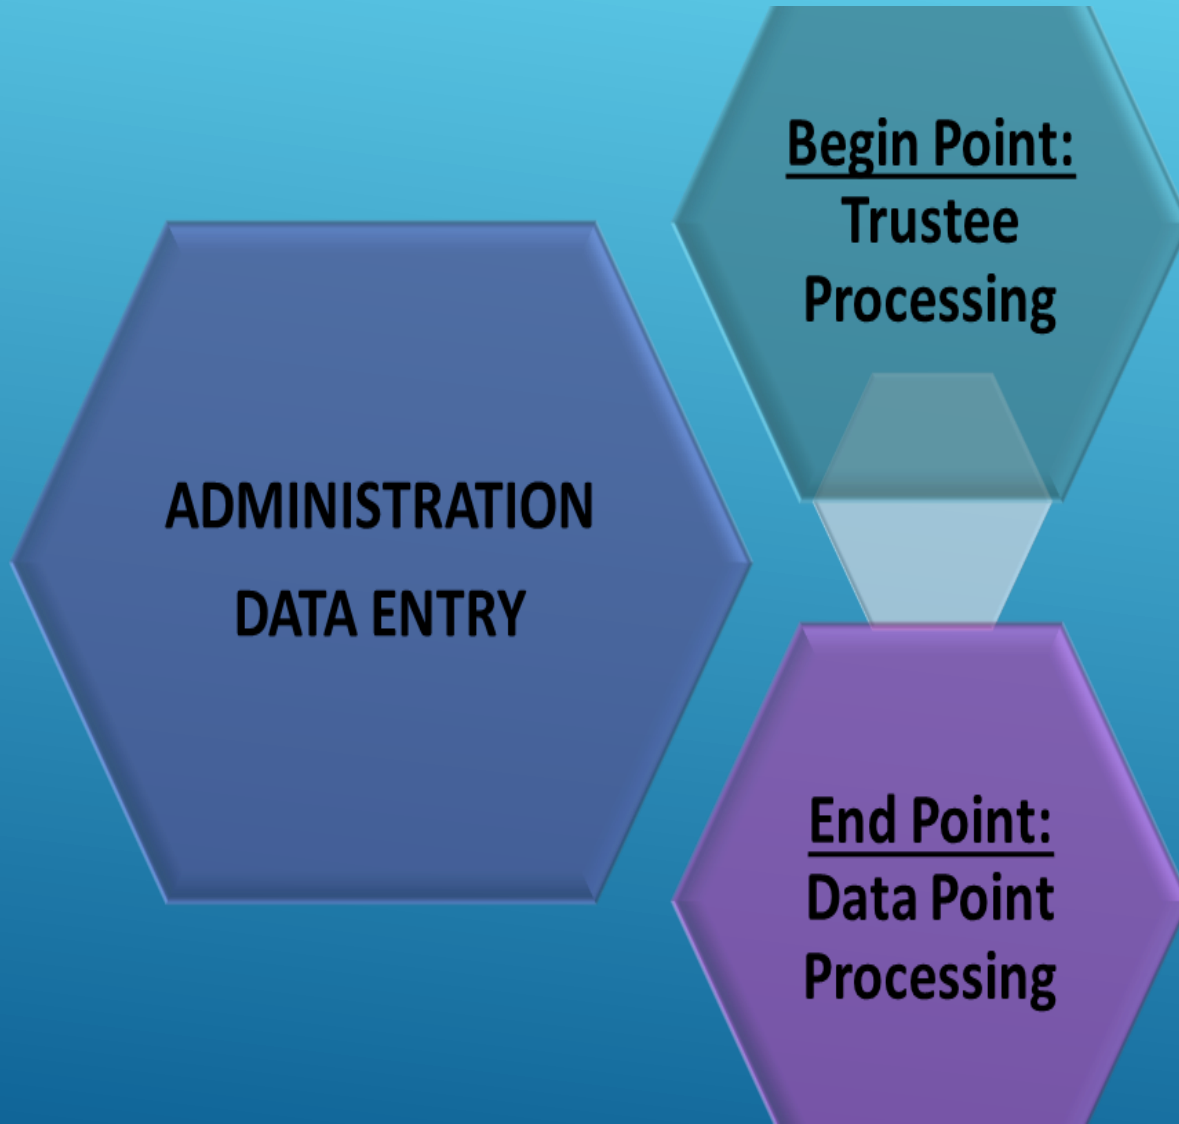 ADMINISTRATION
DATA ENTRY
Begin Point:
Trustee
Processing
End Point:
Data Point
Processing